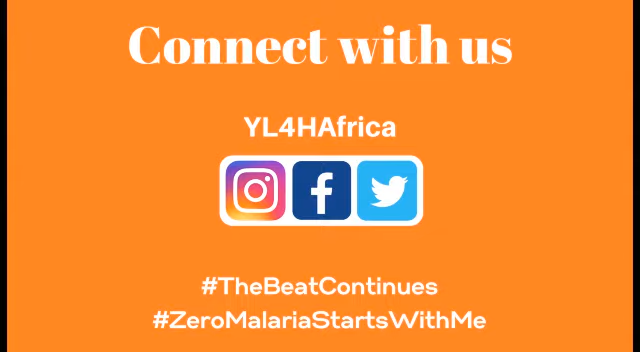 Connect with us
YL4HAfrica
#TheBeatContinues
#ZeroMalariaStartsWithMe